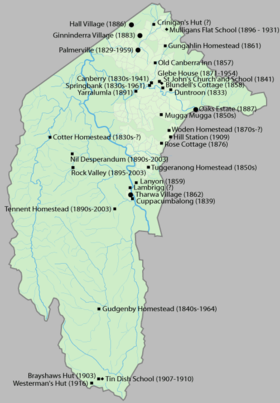 Hall Village (1886)
Crinigan's Hut (?)
Mulligans Flat School (1896 - 1931)
Ginninderra Village (1883)
Gungahlin Homestead (1861)
Palmerville (1829-1959)
Old Canberra Inn (1857)
Glebe House (1871-1954)
Canberry (1830s-1941)
St John's Church and School (1841)
Springbank (1830s-1961)
Blundell's Cottage (1858)
Yarralumla (1891)
Duntroon (1833)
Oaks Estate (1887)
Mugga Mugga (1850s)
Woden Homestead (1870s-?)
Cotter Homestead (1830s-?)
Hill Station (1909)
Rose Cottage (1876)
Nil Desperandum (1890s-2003)
Rock Valley (1895-2003)
Tuggeranong Homestead (1850s)
Lanyon (1859)
Lambrigg (?)
Tharwa Village (1862)
Cuppacumbalong (1839)
Tennent Homestead (1890s-2003)
Gudgenby Homestead (1840s-1964)
Brayshaws Hut (1903)
Tin Dish School (1907-1910)
Westerman's Hut (1916)